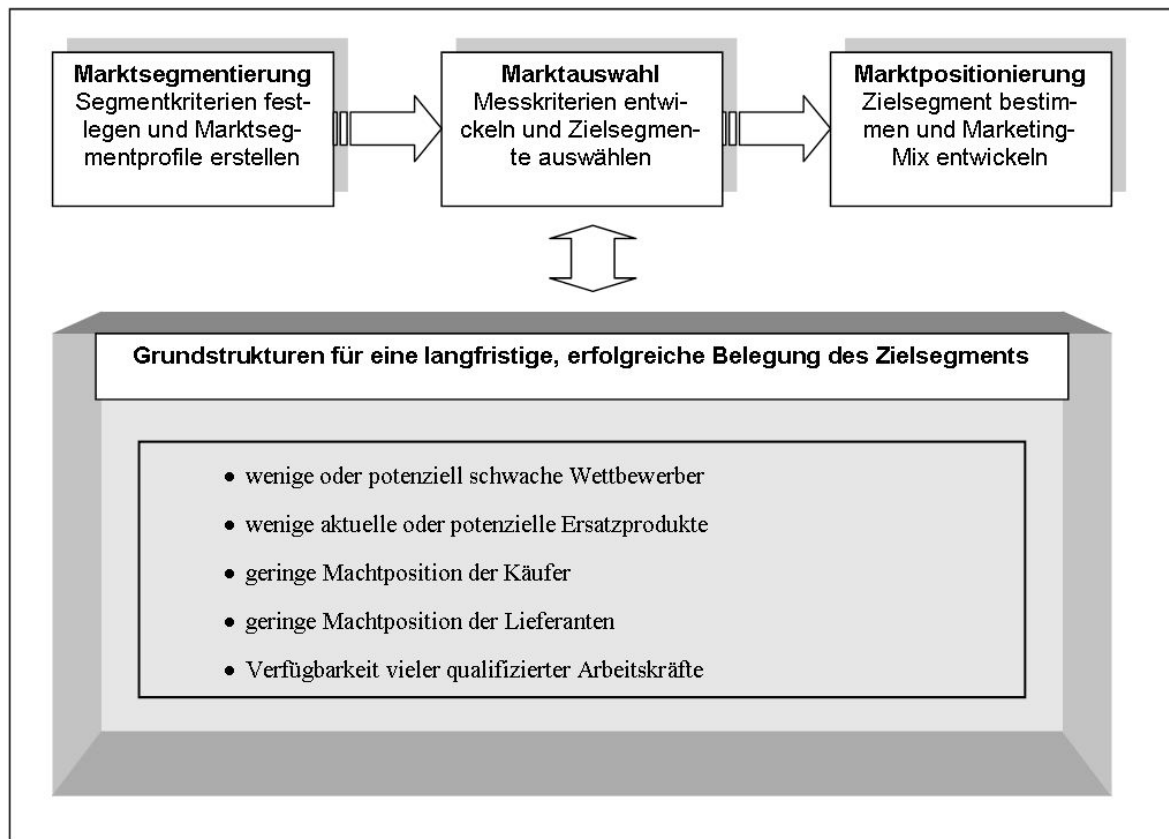 Marktsegmentierung
Segmentkriterien fest-
legen und Marktseg-
mentprofile erstellen
Marktauswahl
Messkriterien entwi-
ckeln und Zielsegmen-
te auswählen
Marktpositionierung
Zielsegment bestim-
men und Marketing-
Mix entwickeln
Grundstrukturen für eine langfristige, erfolgreiche Belegung des Zielsegments
• wenige oder potenziell schwache Wettbewerber
• wenige aktuelle oder potenzielle Ersatzprodukte
• geringe Machtposition der Käufer
• geringe Machtposition der Lieferanten
• Verfügbarkeit vieler qualifizierter Arbeitskräfte